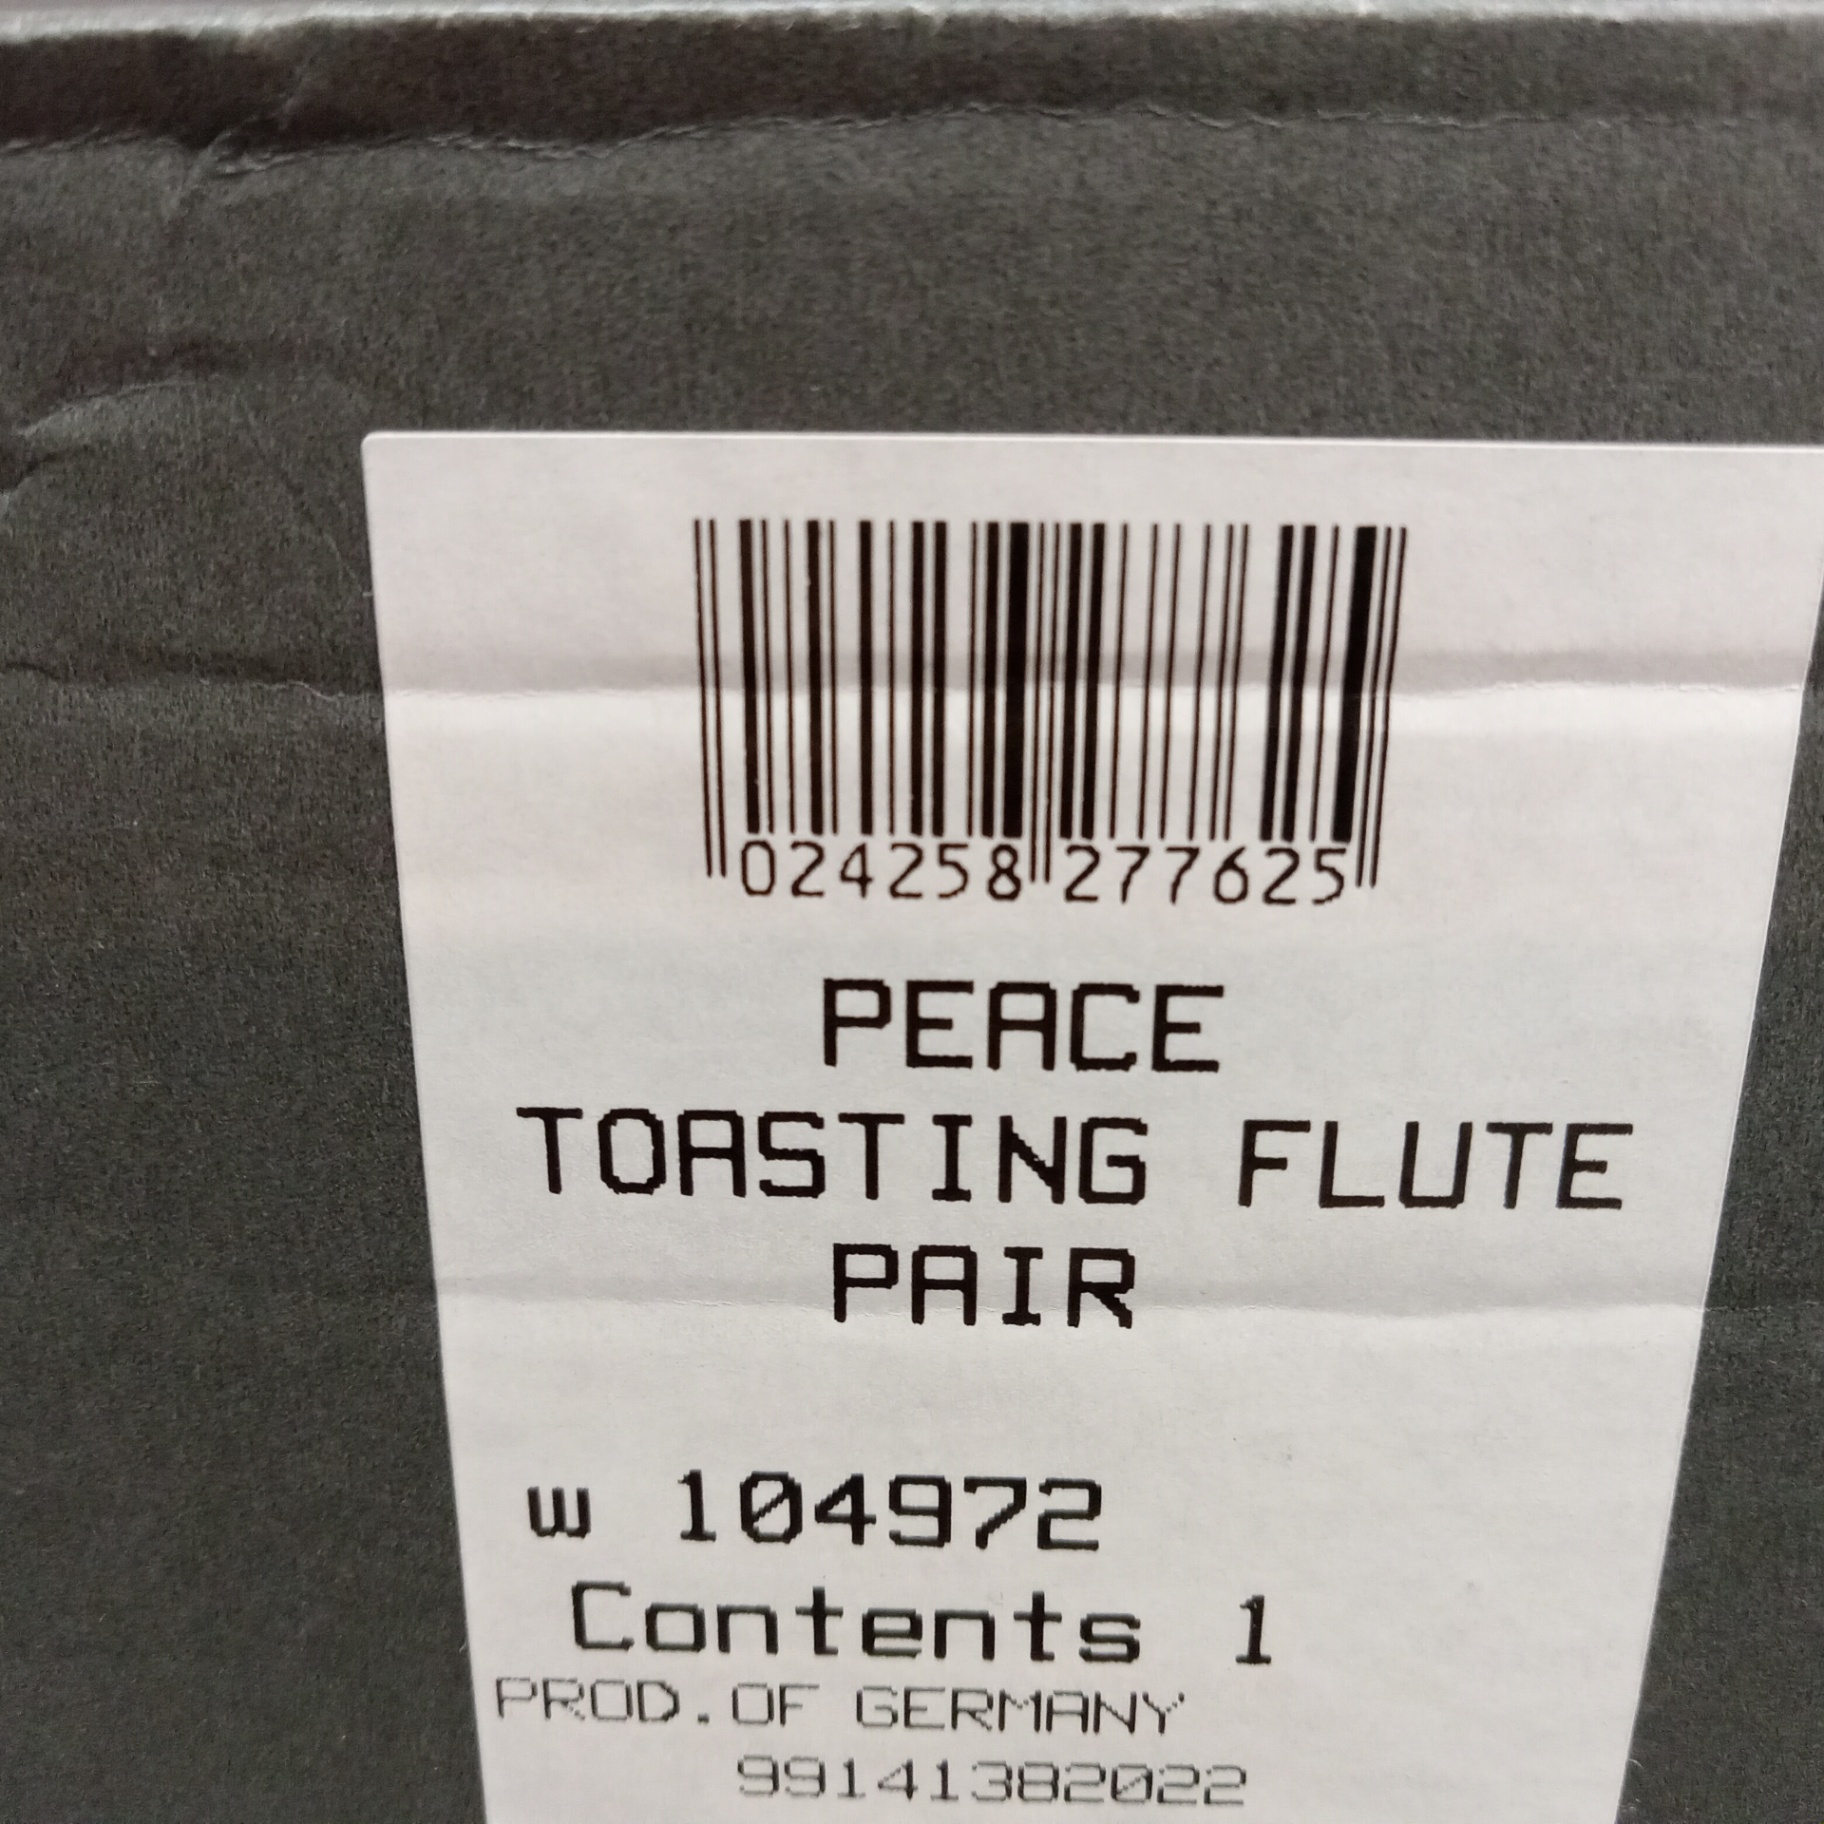 024258 277625
PEACE
TOASTING FLUTE
PAIR
w 104972
Contents 1
PROD.OF GERMANY
99141382022